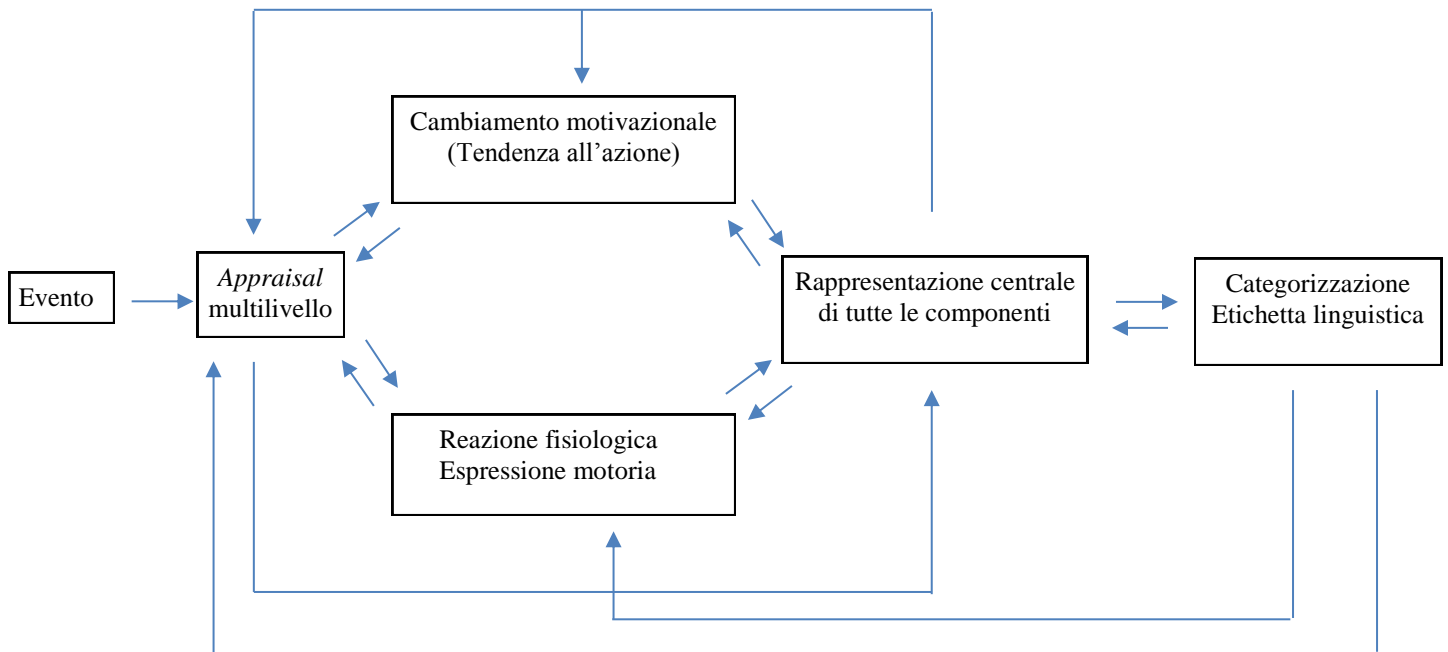 Cambiamento motivazionale
(Tendenza all’azione)
Evento
Appraisal
multilivello
Rappresentazione centrale
di tutte le componenti
Categorizzazione
Etichetta linguistica
Reazione fisiologica
Espressione motoria